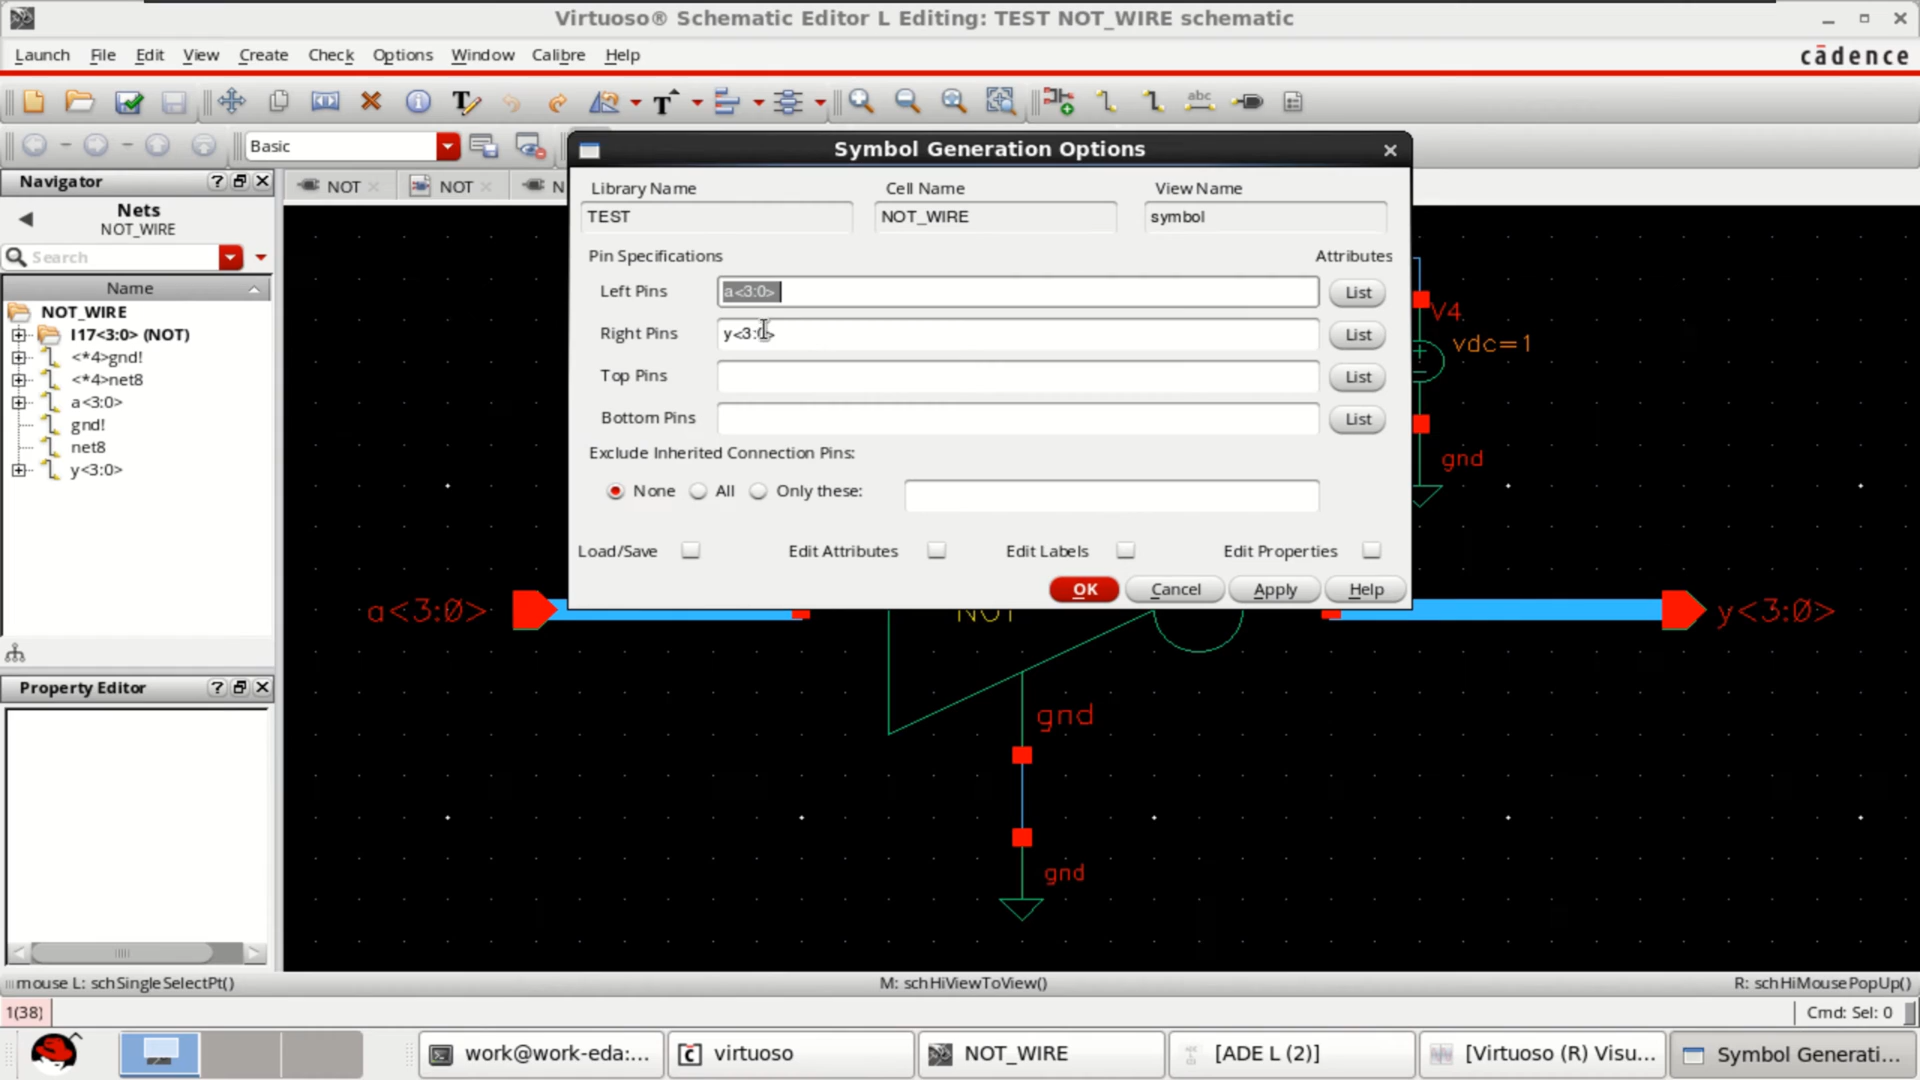 Virtuoso® Schematic Editor L Editing: TEST NOT_WIRE schematic
Launch File Edit View Create Check Options Window Calibre Help
cādence
abc
Basic
Navigator
NOT
NOT
N
Nets
NOT_WIRE
Search
Name
NOT_WIRE
I17<3:0> (NOT)
<*4>gnd!
<*4>net8
a<3:0>
gnd!
net8
y<3:0>
Property Editor
Symbol Generation Options
Library Name Cell Name View Name
TEST NOT_WIRE symbol
Pin Specifications Attributes
Left Pins a<3:0> List
Right Pins y<3:0> List
Top Pins List
Bottom Pins List
Exclude Inherited Connection Pins:
None All Only these:
Load/Save Edit Attributes Edit Labels Edit Properties
OK Cancel Apply Help
V4
vdc=1
gnd
a<3:0>
NOT
y<3:0>
gnd
gnd
mouse L: schSingleSelectPt() M: schHiViewToView() R: schHiMousePopUp()
1(38) Cmd: Sel: 0
work@work-eda:... virtuoso NOT_WIRE [ADE L (2)] [Virtuoso (R) Visu... Symbol Generati...